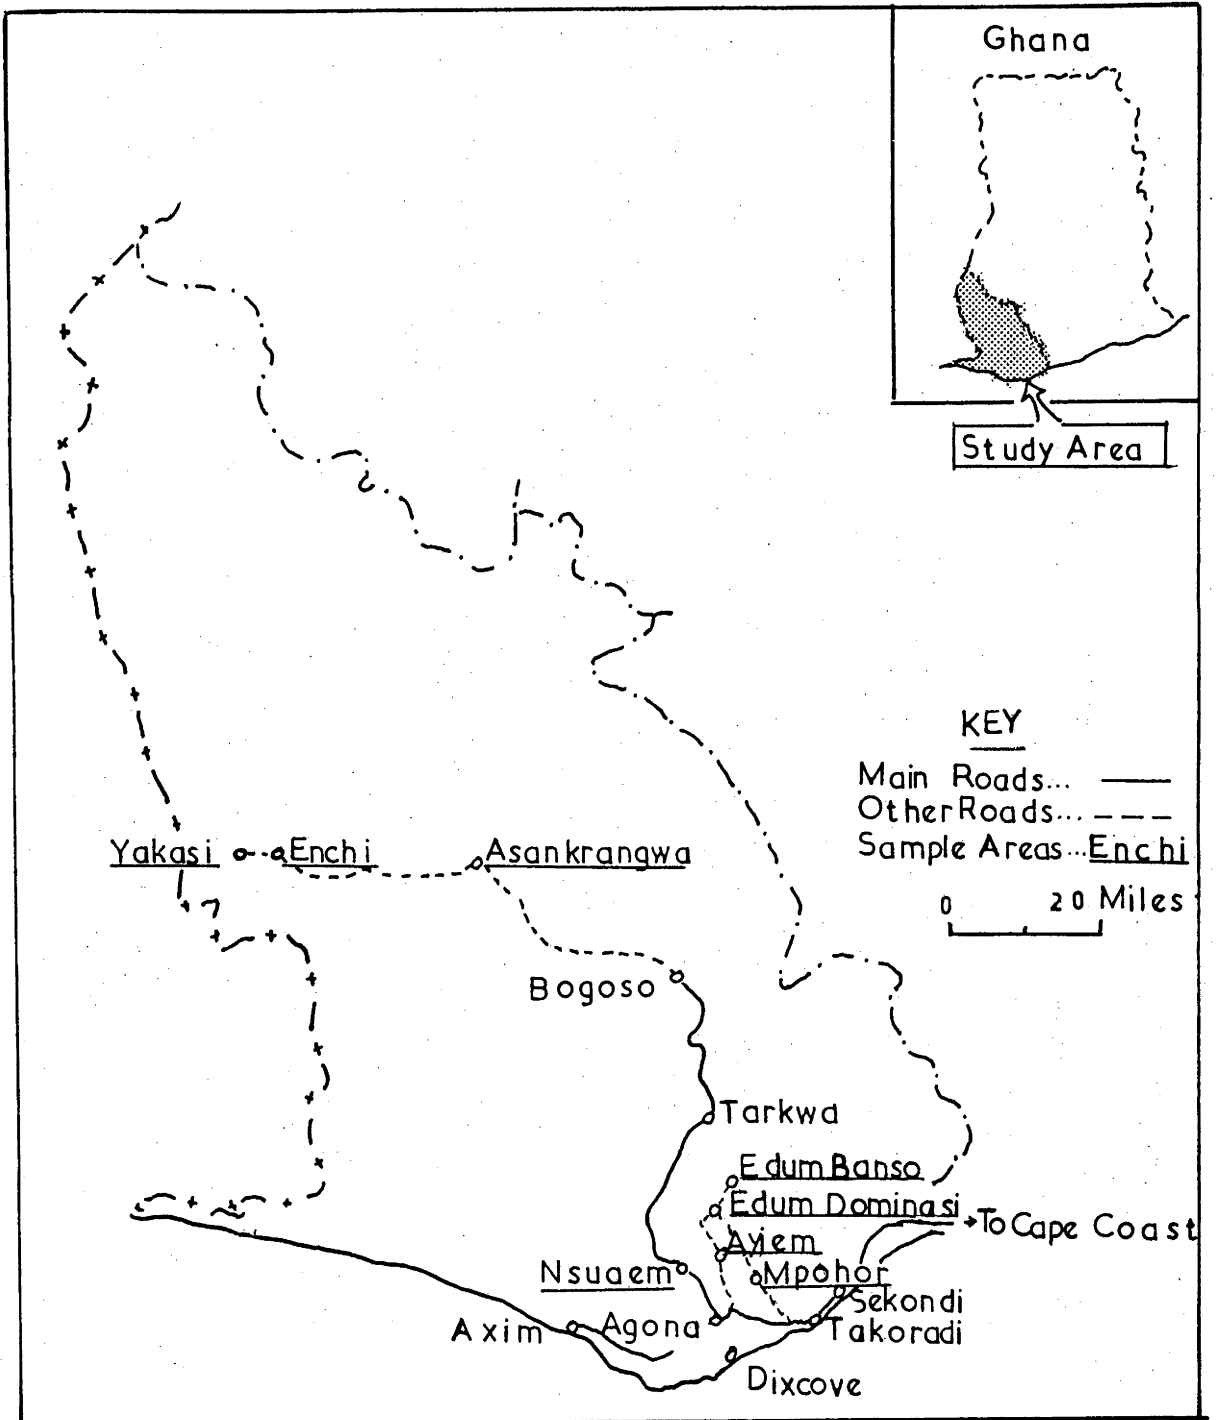 Ghana
Study Area
KEY
Main Roads...
Other Roads...
Sample Areas...Enchi
0 20 Miles
Yakasi
Enchi
Asankrangwa
Bogoso
Tarkwa
Edum Banso
Edum Dominasi
To Cape Coast
Ayiem
Nsuaem
Mpohor
Sekondi
Axim
Agona
Takoradi
Dixcove